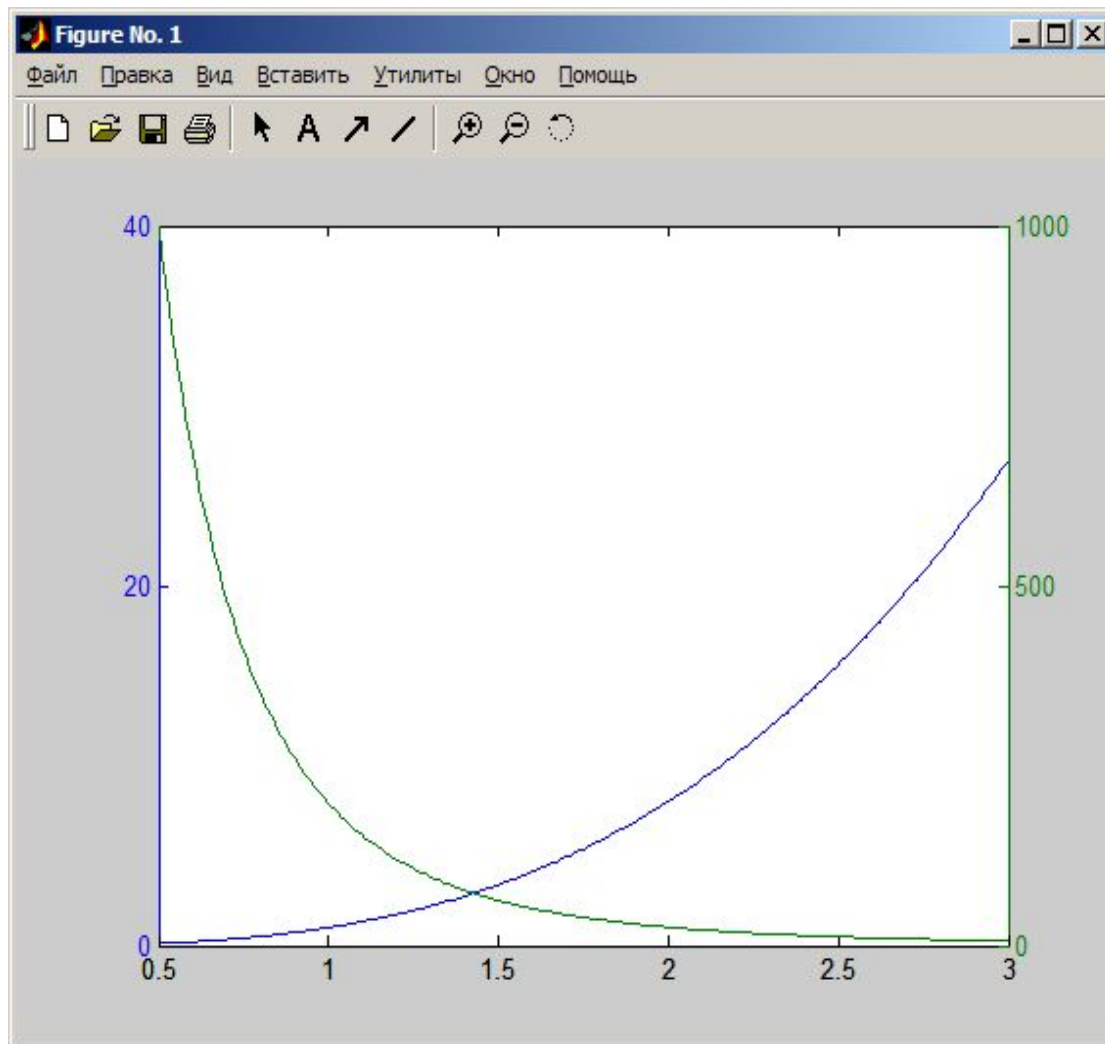 Figure No. 1
Файл Правка Вид Вставить Утилиты Окно Помощь
A
40 1000
20 500
0 0
0.5 1 1.5 2 2.5 3